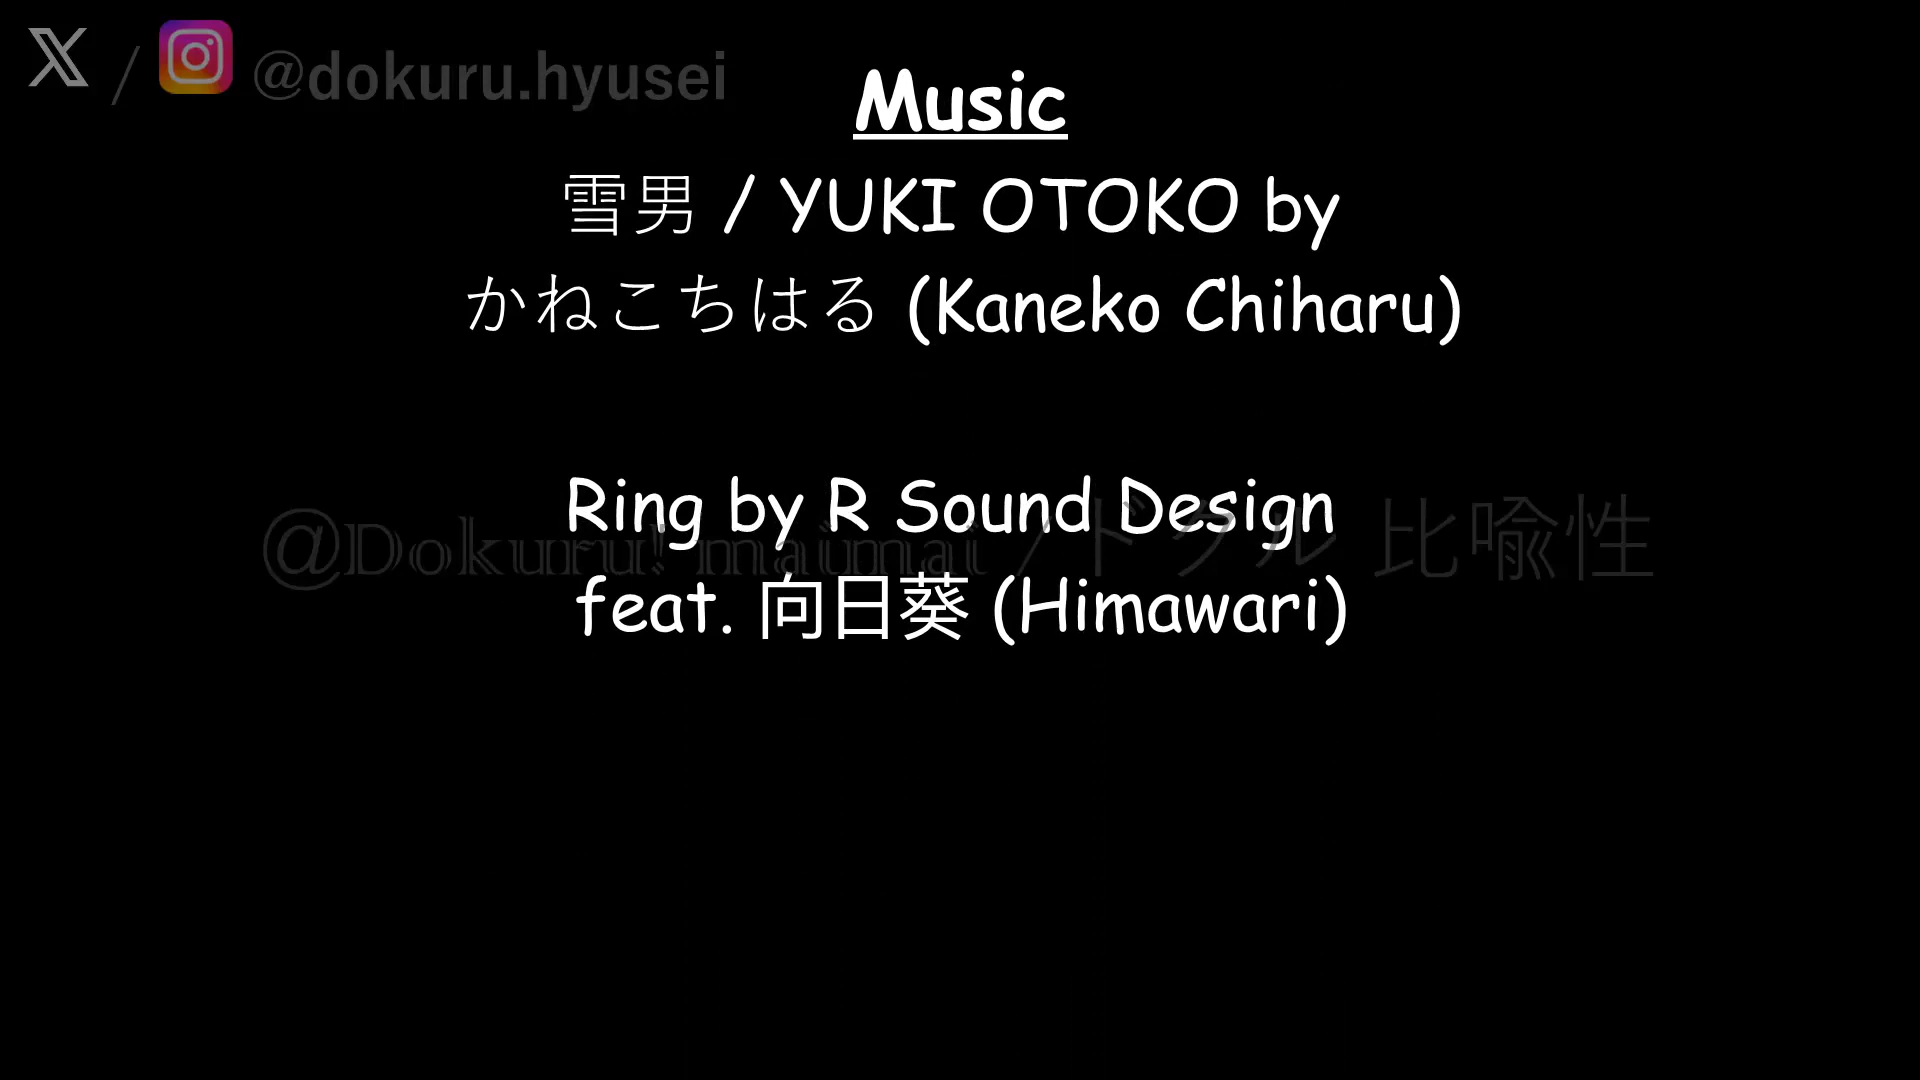 X / @dokuru.hyusei
Music
雪男 / YUKI OTOKO by
かねこちはる (Kaneko Chiharu)
Ring by R Sound Design
@Dokuru! maimai / ドクル 比喩性
feat. 向日葵 (Himawari)